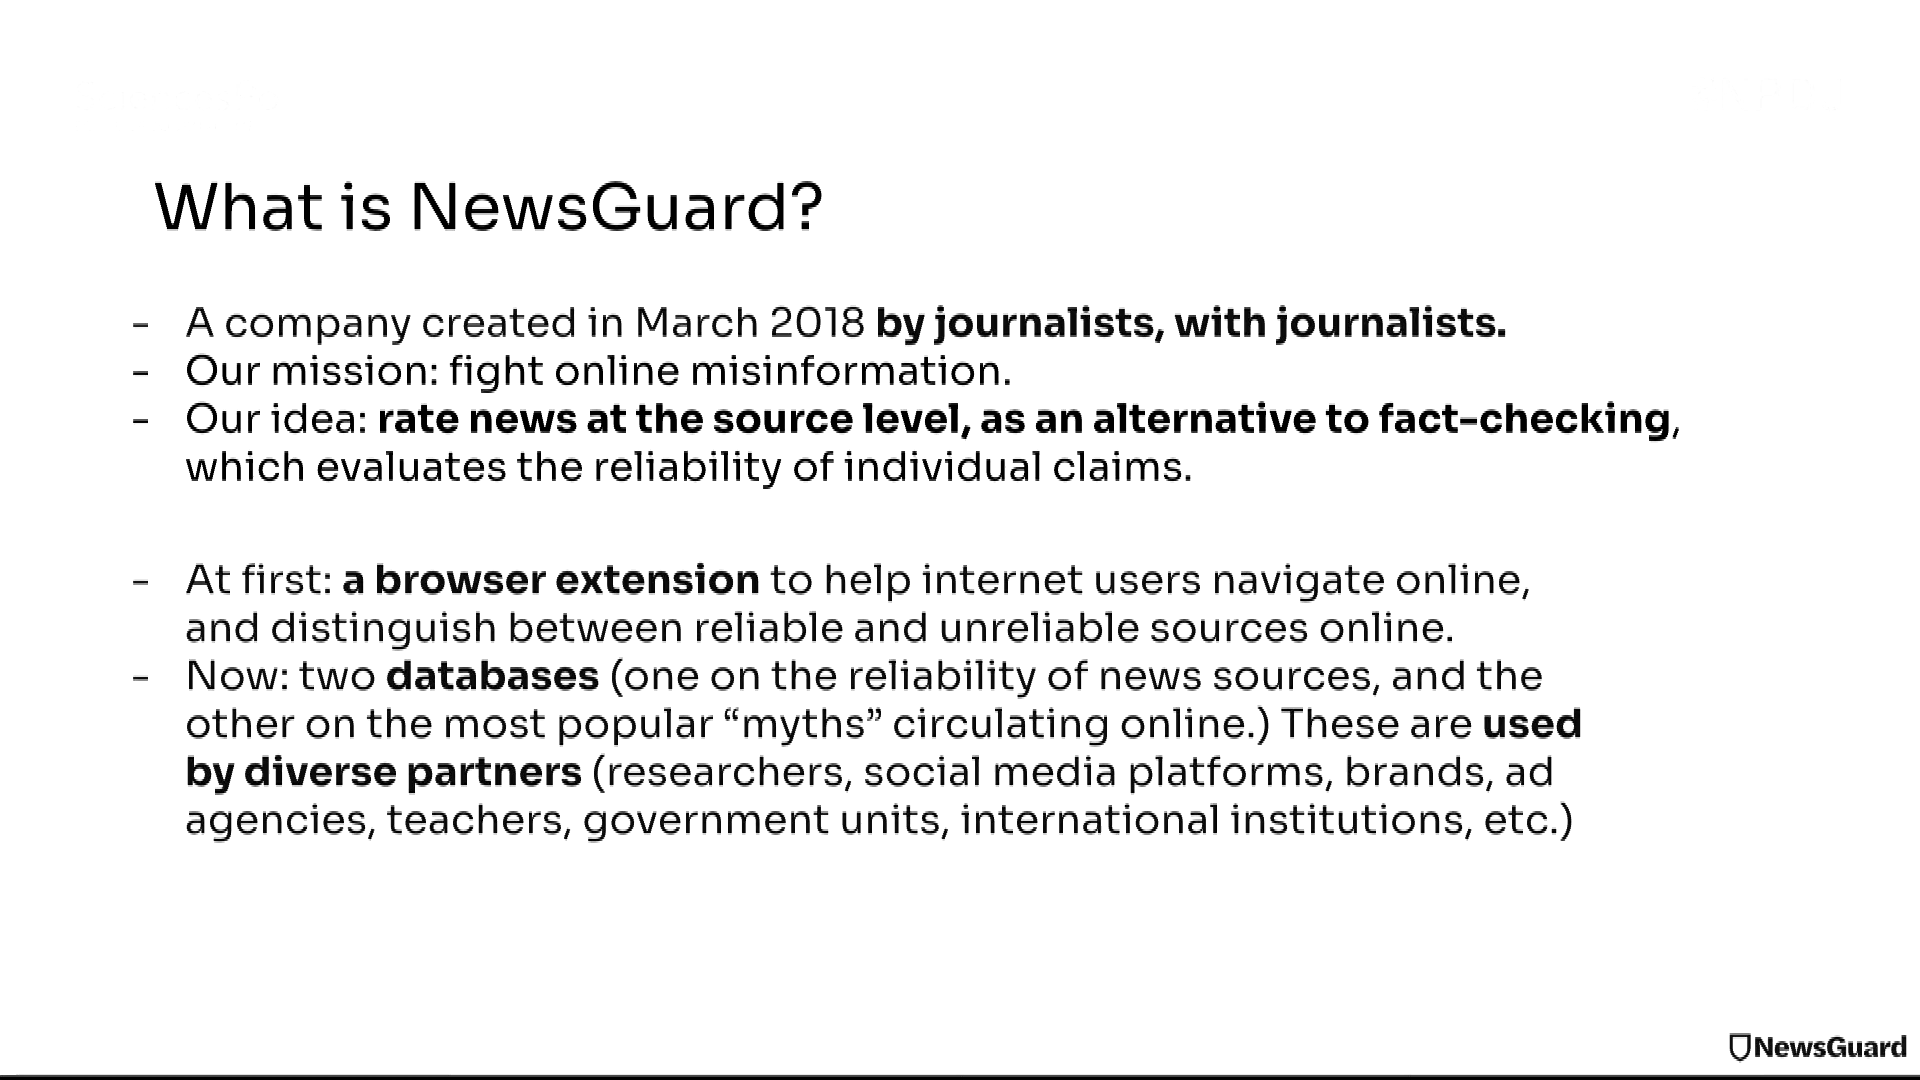 What is NewsGuard?
- A company created in March 2018 by journalists, with journalists.
- Our mission: fight online misinformation.
- Our idea: rate news at the source level, as an alternative to fact-checking,
which evaluates the reliability of individual claims.
- At first: a browser extension to help internet users navigate online,
and distinguish between reliable and unreliable sources online.
- Now: two databases (one on the reliability of news sources, and the
other on the most popular “myths” circulating online.) These are used
by diverse partners (researchers, social media platforms, brands, ad
agencies, teachers, government units, international institutions, etc.)
NewsGuard